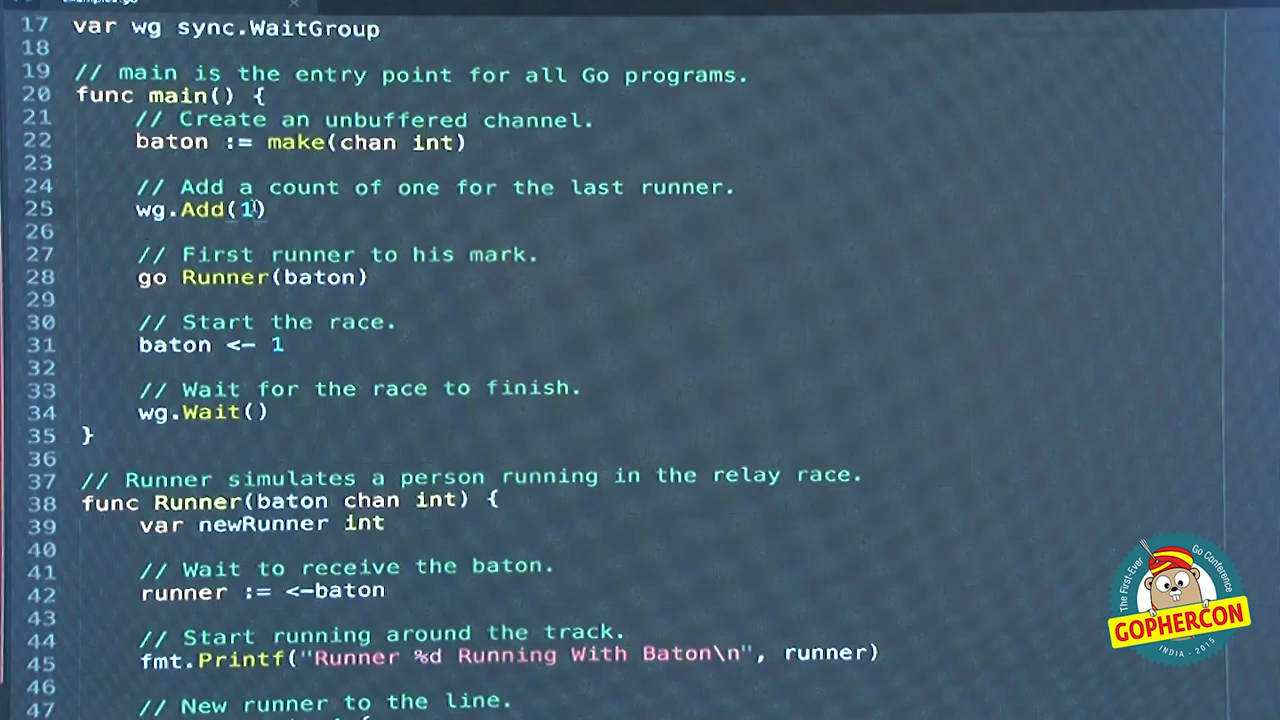 17 var wg sync.WaitGroup
18
19 // main is the entry point for all Go programs.
20 func main() {
21 // Create an unbuffered channel.
22 baton := make(chan int)
23
24 // Add a count of one for the last runner.
25 wg.Add(1)
26
27 // First runner to his mark.
28 go Runner(baton)
29
30 // Start the race.
31 baton <- 1
32
33 // Wait for the race to finish.
34 wg.Wait()
35 }
36
37 // Runner simulates a person running in the relay race.
38 func Runner(baton chan int) {
39 var newRunner int
40
41 // Wait to receive the baton.
42 runner := <-baton
43
44 // Start running around the track.
45 fmt.Printf("Runner %d Running With Baton\n", runner)
46
47 // New runner to the line.
The First-Ever Go Conference
GOPHERCON
INDIA - 2015